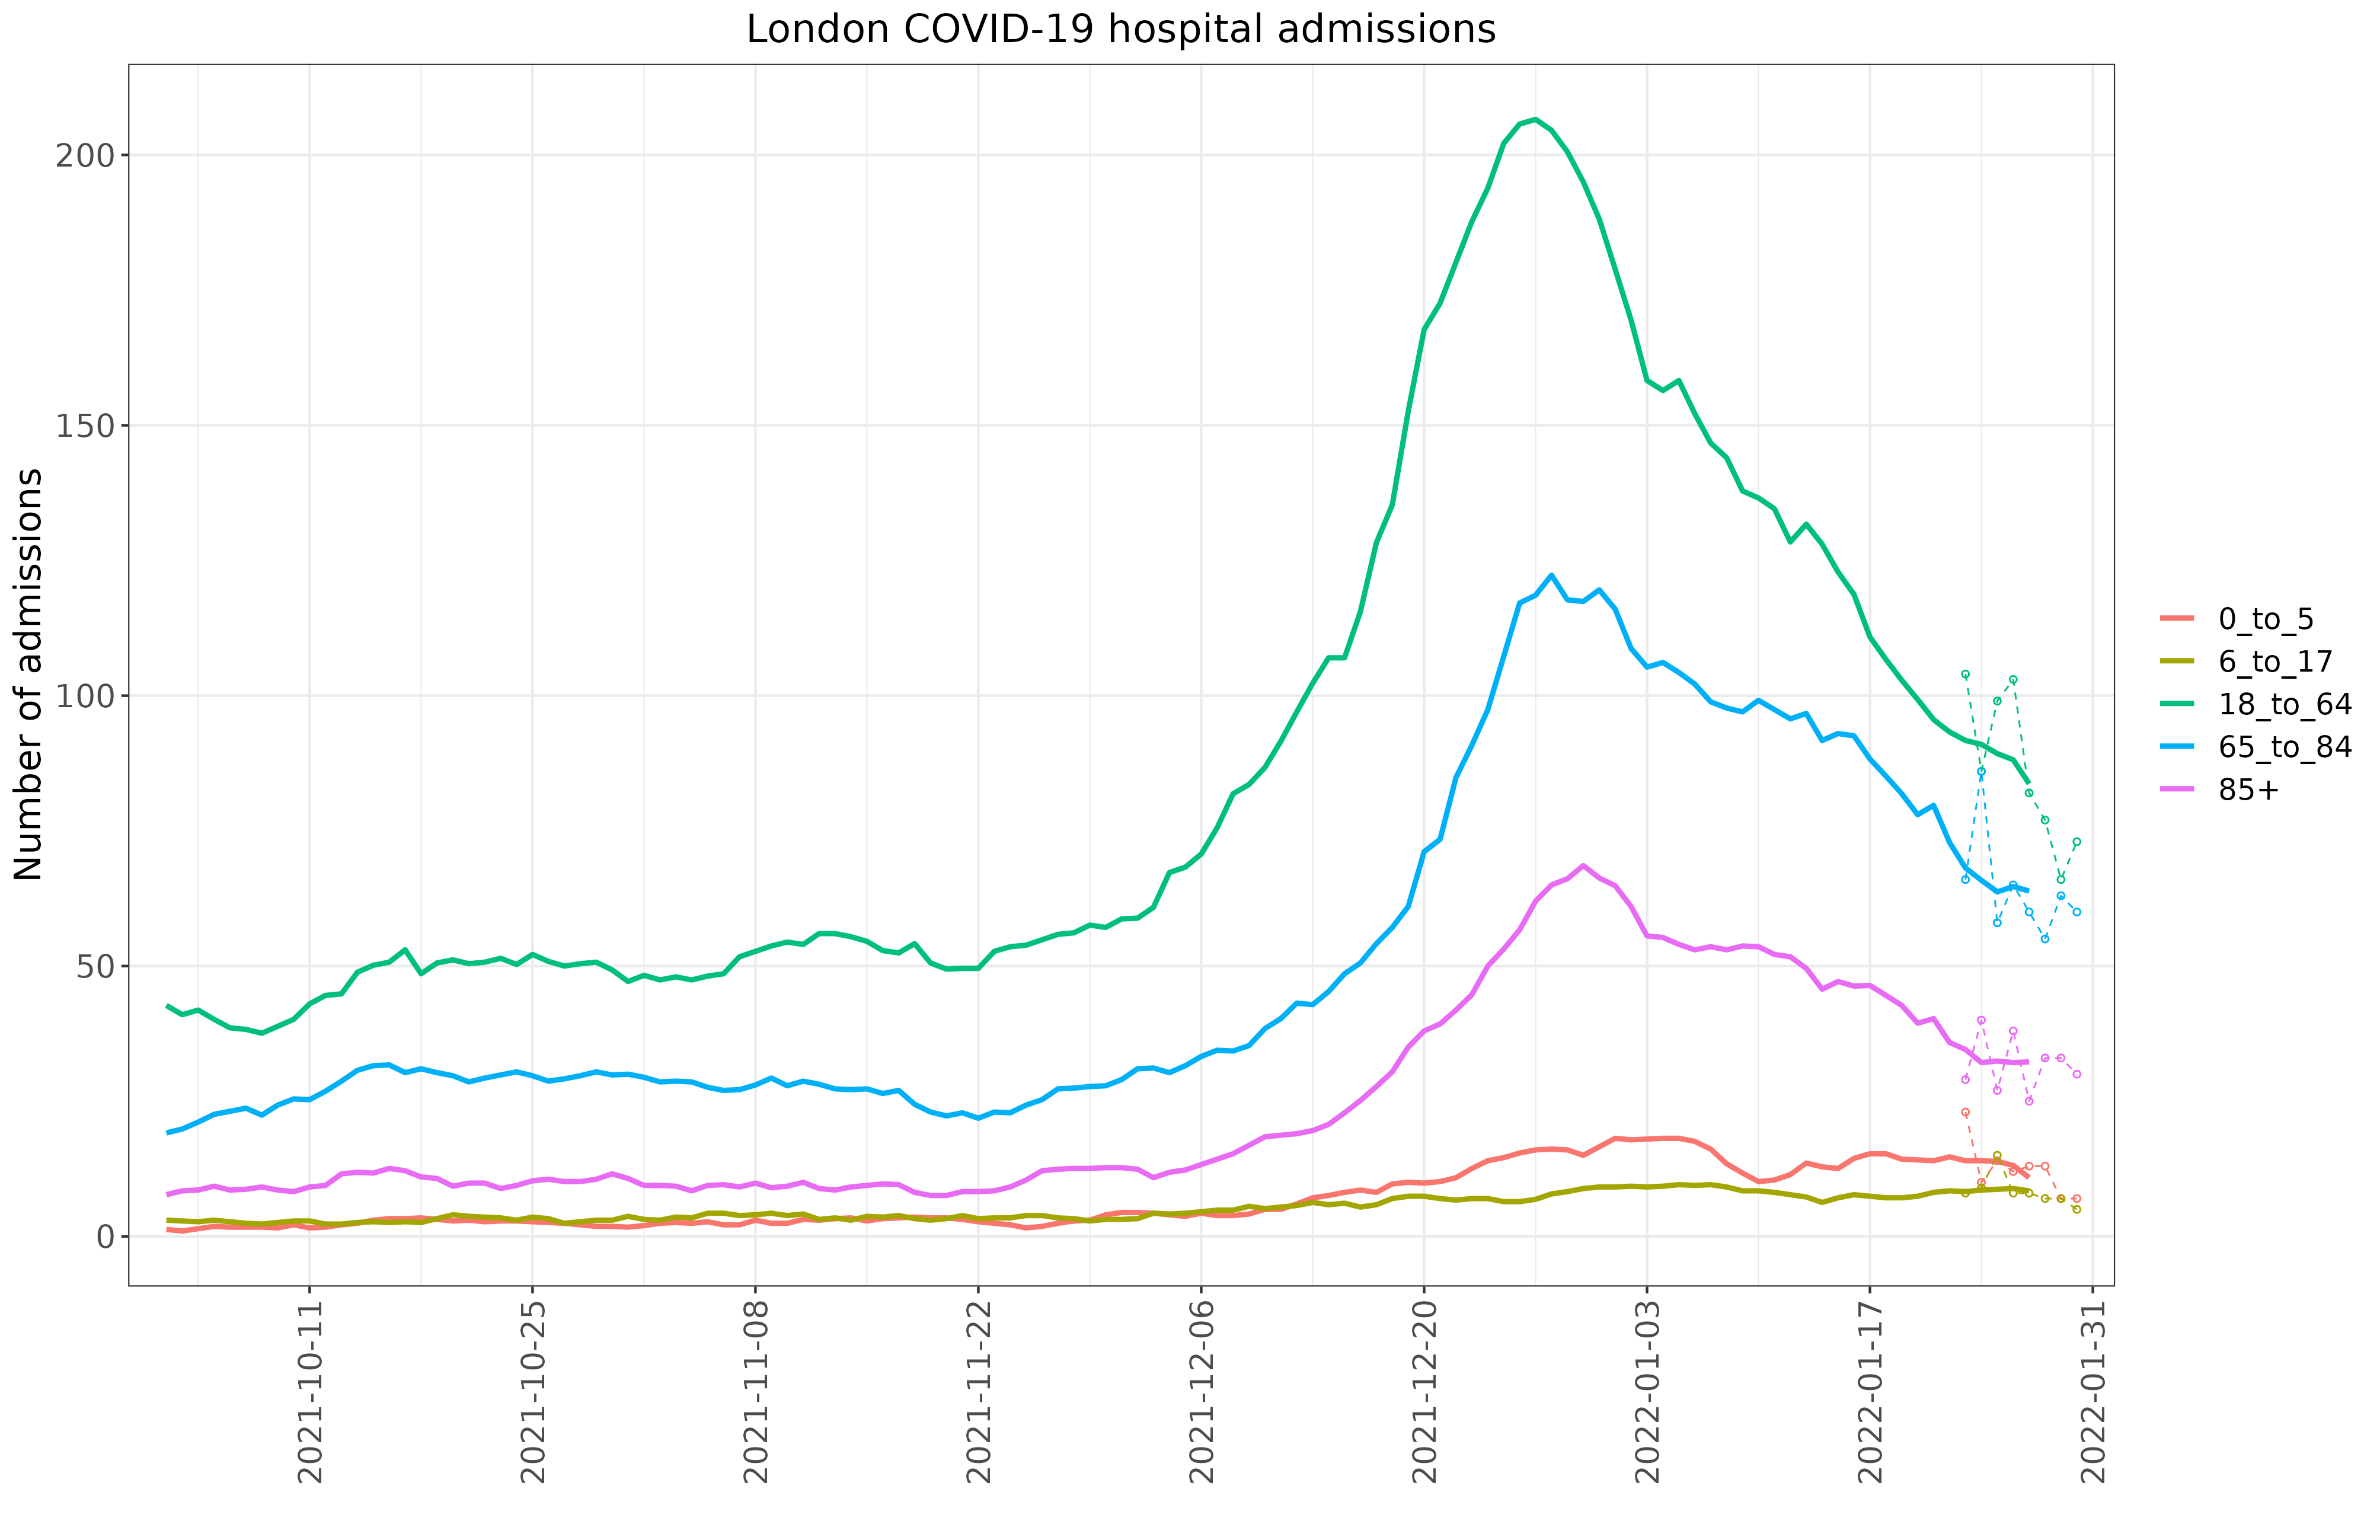 London COVID-19 hospital admissions
Number of admissions
200
150
100
50
0
2021-10-11
2021-10-25
2021-11-08
2021-11-22
2021-12-06
2021-12-20
2022-01-03
2022-01-17
2022-01-31
0_to_5
6_to_17
18_to_64
65_to_84
85+